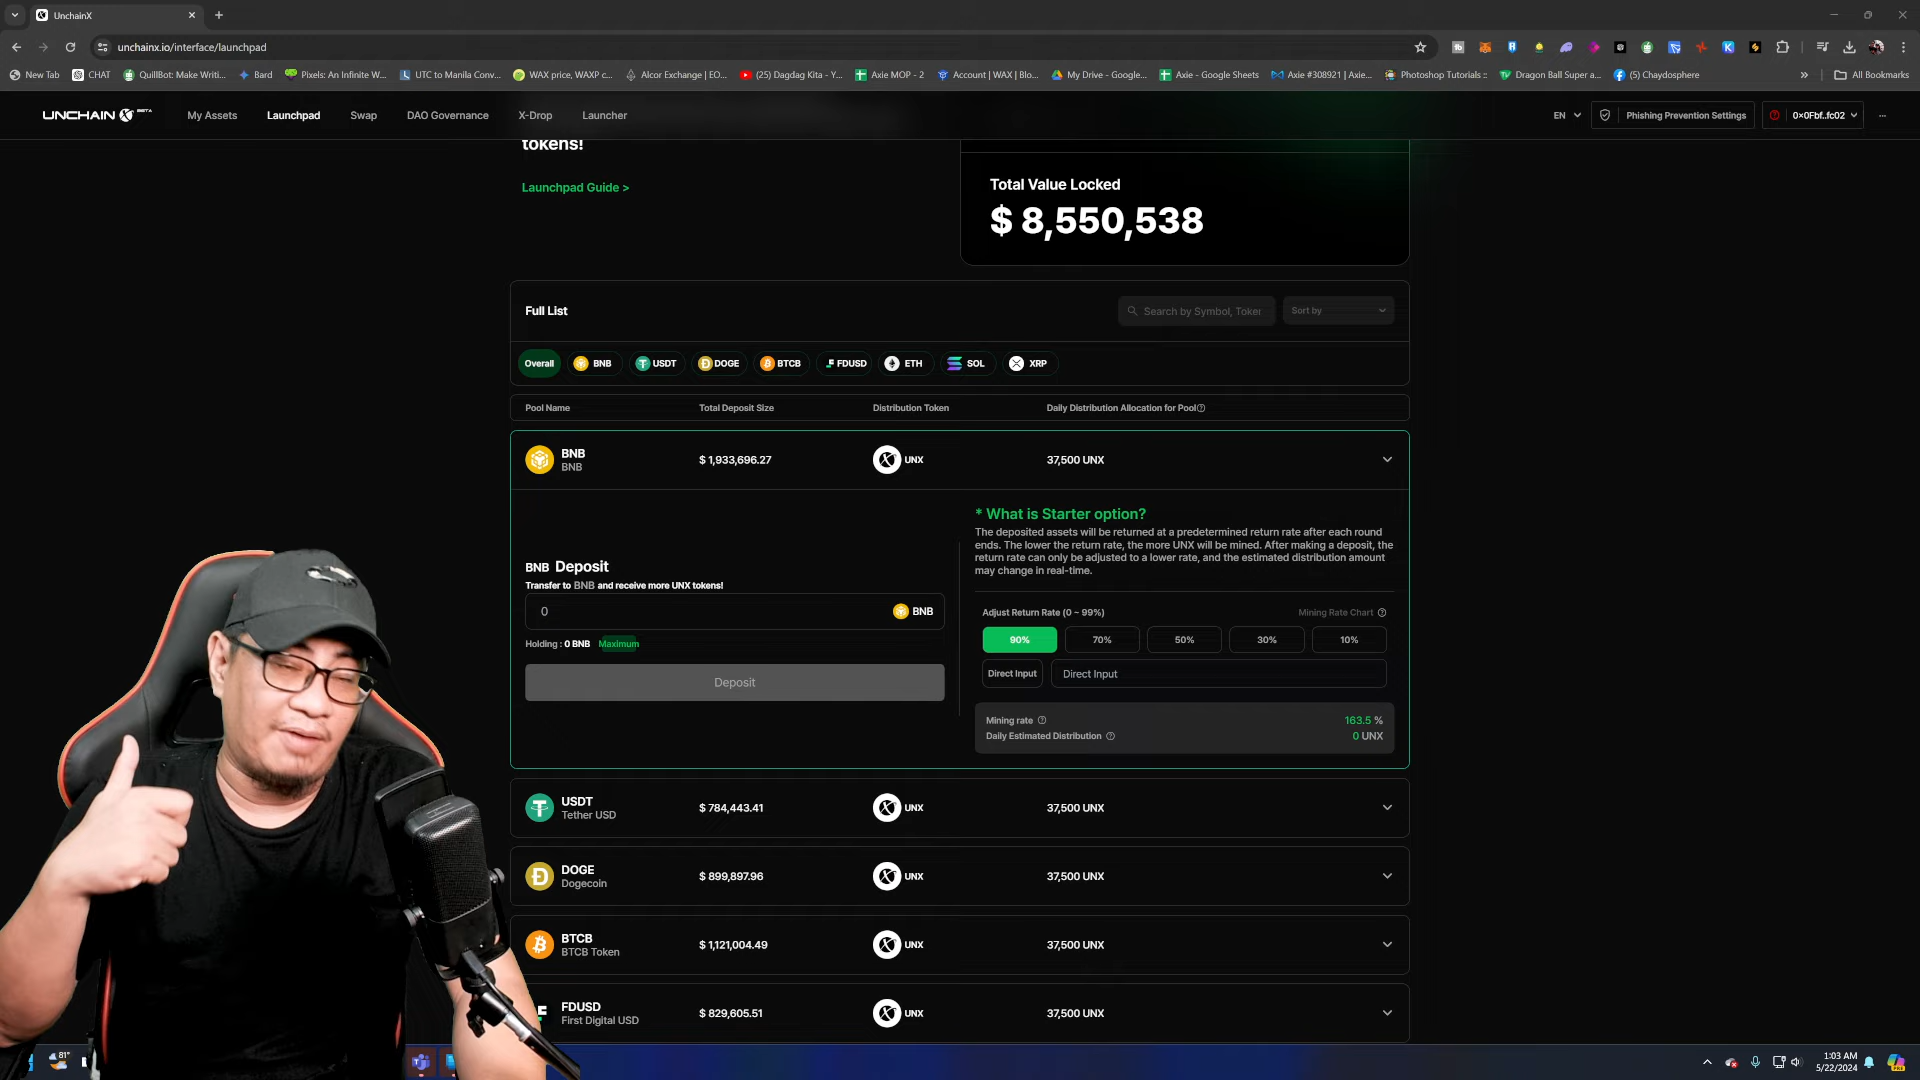 UnchainX
unchainx.io/interface/launchpad
New Tab
CHAT
QuillBot: Make Writi...
Bard
Pixels: An Infinite W...
UTC to Manila Conv...
WAX price, WAXP c...
Alcor Exchange | EO...
(25) Dagdag Kita - Y...
Axie MOP - 2
Account | WAX | Blo...
My Drive - Google...
Axie - Google Sheets
Axie #308921 | Axie...
Photoshop Tutorials ::
Dragon Ball Super a...
(5) Chaydosphere
All Bookmarks
UNCHAIN X BETA
My Assets
Launchpad
Swap
DAO Governance
X-Drop
Launcher
EN
Phishing Prevention Settings
0x0Fbf..fc02
tokens!
Launchpad Guide >
Total Value Locked
$ 8,550,538
Full List
Search by Symbol, Token
Sort by
Overall
BNB
USDT
DOGE
BTCB
FDUSD
ETH
SOL
XRP
Pool Name
Total Deposit Size
Distribution Token
Daily Distribution Allocation for Pool
BNB
BNB
$ 1,933,696.27
UNX
37,500 UNX
BNB Deposit
Transfer to BNB and receive more UNX tokens!
0
BNB
Holding : 0 BNB Maximum
Deposit
* What is Starter option?
The deposited assets will be returned at a predetermined return rate after each round
ends. The lower the return rate, the more UNX will be mined. After making a deposit, the
return rate can only be adjusted to a lower rate, and the estimated distribution amount
may change in real-time.
Adjust Return Rate (0 ~ 99%)
Mining Rate Chart
90%
70%
50%
30%
10%
Direct Input
Direct Input
Mining rate
163.5 %
Daily Estimated Distribution
0 UNX
USDT
Tether USD
$ 784,443.41
UNX
37,500 UNX
DOGE
Dogecoin
$ 899,897.96
UNX
37,500 UNX
BTCB
BTCB Token
$ 1,121,004.49
UNX
37,500 UNX
FDUSD
First Digital USD
$ 829,605.51
UNX
37,500 UNX
81°
1:03 AM
5/22/2024